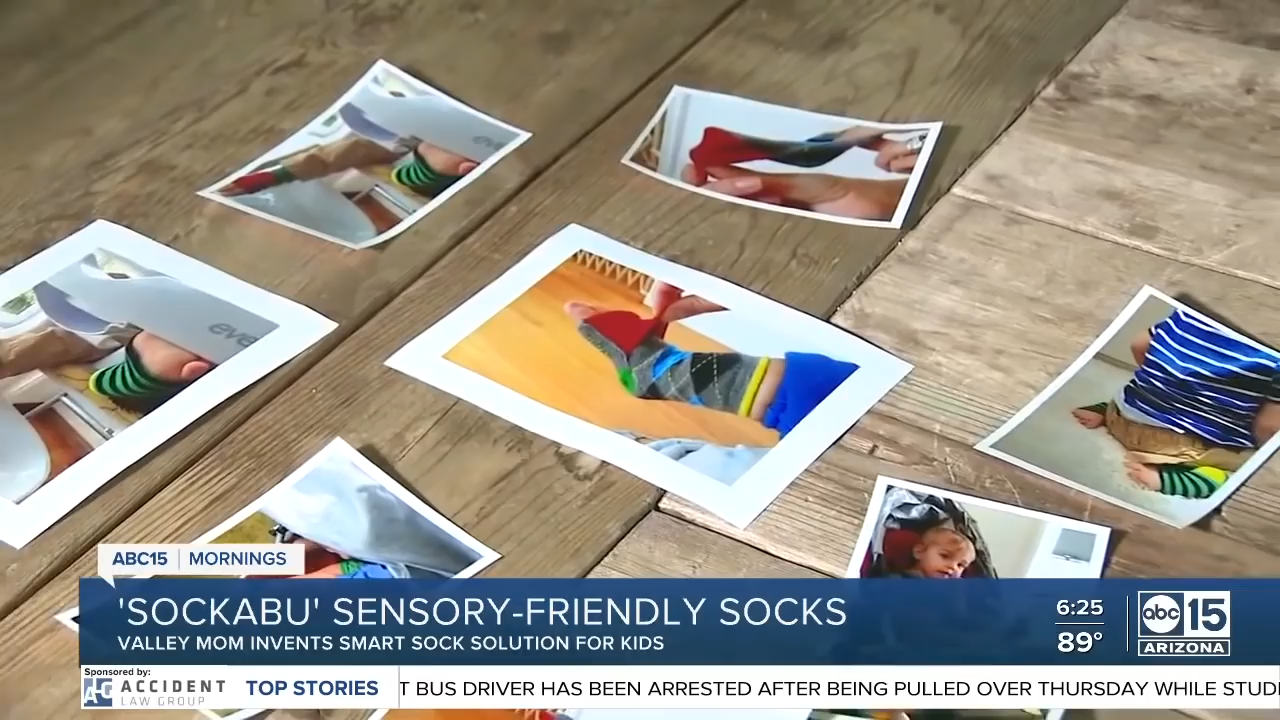 eve
eve
ABC15 MORNINGS
'SOCKABU' SENSORY-FRIENDLY SOCKS
VALLEY MOM INVENTS SMART SOCK SOLUTION FOR KIDS
6:25
89°
abc 15
ARIZONA
Sponsored by:
ACCIDENT
LAW GROUP
TOP STORIES
T BUS DRIVER HAS BEEN ARRESTED AFTER BEING PULLED OVER THURSDAY WHILE STUD